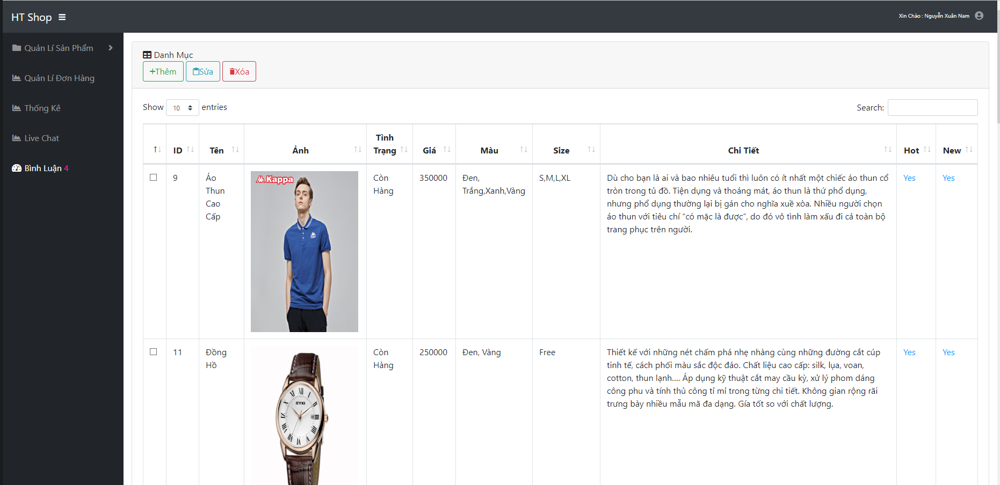 HT Shop
Xin Chào : Nguyễn Xuân Nam
Quản Lí Sản Phẩm
Quản Lí Đơn Hàng
Thống Kê
Live Chat
Bình Luận 4
Danh Mục
+Thêm
Sửa
Xóa
Show 10 entries
Search:
ID
Tên
Ảnh
Tình
Trạng
Giá
Màu
Size
Chi Tiết
Hot
New
9
Áo
Thun
Cao
Cấp
Kappa
Còn
Hàng
350000
Đen,
Trắng,Xanh,Vàng
S,M,L,XL
Dù cho bạn là ai và bao nhiêu tuổi thì luôn có ít nhất một chiếc áo thun cổ
tròn trong tủ đồ. Tiện dụng và thoáng mát, áo thun là thứ phổ dụng,
nhưng phổ dụng thường lại bị gán cho nghĩa xuề xòa. Nhiều người chọn
áo thun với tiêu chí “có mặc là được”, do đó vô tình làm xấu đi cả toàn bộ
trang phục trên người.
Yes
Yes
11
Đồng
Hồ
EYKI
Còn
Hàng
250000
Đen, Vàng
Free
Thiết kế với những nét chấm phá nhẹ nhàng cùng những đường cắt cúp
tinh tế, cách phối màu sắc độc đáo. Chất liệu cao cấp: silk, lụa, voan,
cotton, thun lạnh.... Áp dụng kỹ thuật cắt may cầu kỳ, xử lý phom dáng
công phu và tính thủ công tỉ mỉ trong từng chi tiết. Không gian rộng rãi
trưng bày nhiều mẫu mã đa dạng. Gía tốt so với chất lượng.
Yes
Yes